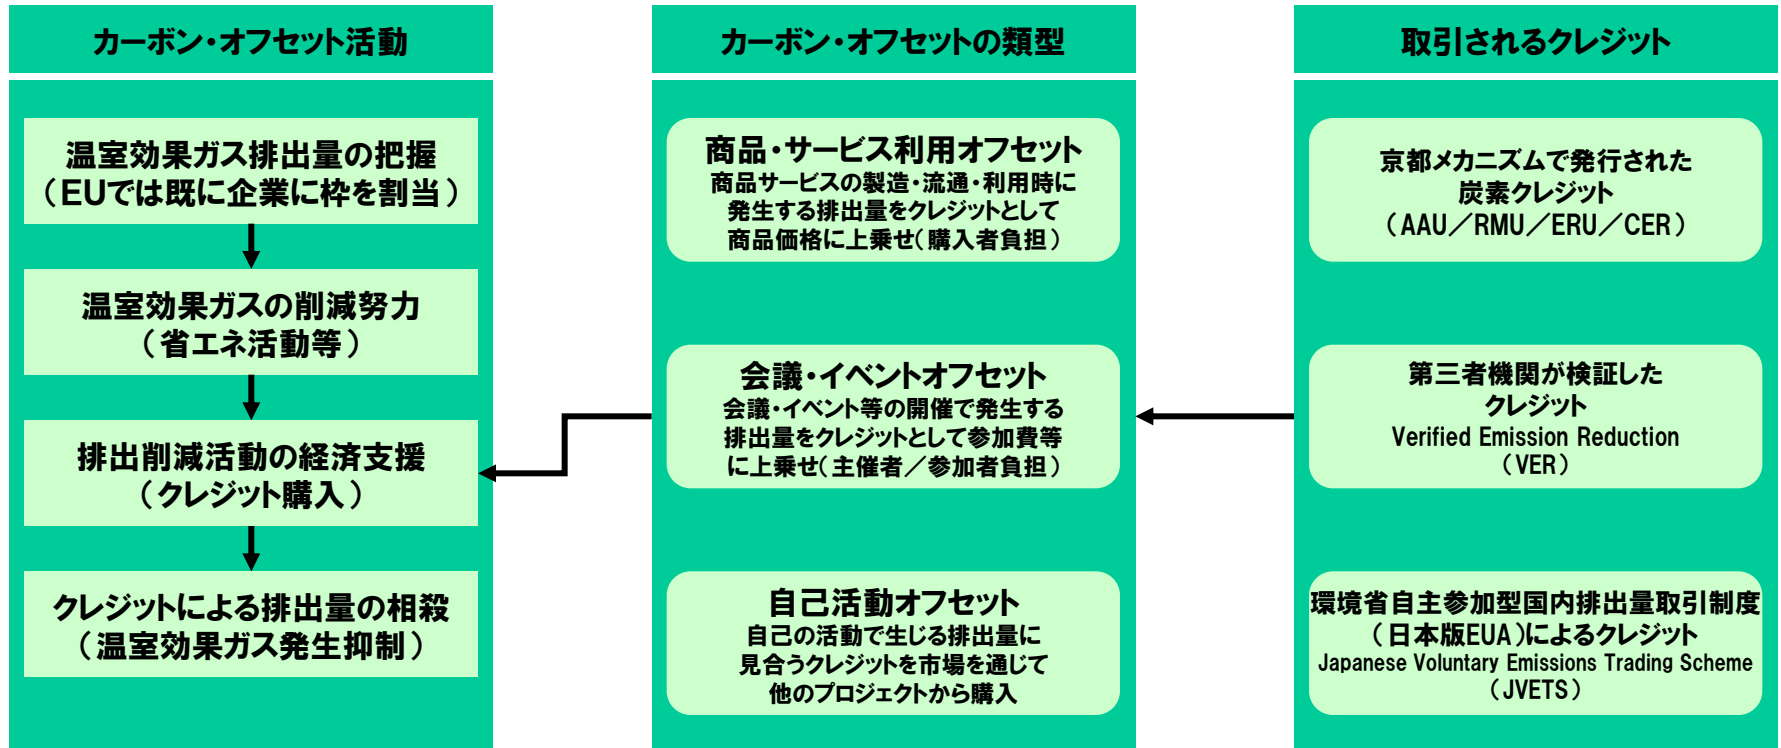 カーボン・オフセット活動
温室効果ガス排出量の把握
（EUでは既に企業に枠を割当）
温室効果ガスの削減努力
（省エネ活動等）
排出削減活動の経済支援
（クレジット購入）
クレジットによる排出量の相殺
（温室効果ガス発生抑制）
カーボン・オフセットの類型
商品・サービス利用オフセット
商品サービスの製造・流通・利用時に
発生する排出量をクレジットとして
商品価格に上乗せ（購入者負担）
会議・イベントオフセット
会議・イベント等の開催で発生する
排出量をクレジットとして参加費等
に上乗せ（主催者／参加者負担）
自己活動オフセット
自己の活動で生じる排出量に
見合うクレジットを市場を通じて
他のプロジェクトから購入
取引されるクレジット
京都メカニズムで発行された
炭素クレジット
（AAU／RMU／ERU／CER）
第三者機関が検証した
クレジット
Verified Emission Reduction
（VER）
環境省自主参加型国内排出量取引制度
（日本版EUA）によるクレジット
Japanese Voluntary Emissions Trading Scheme
（JVETS）